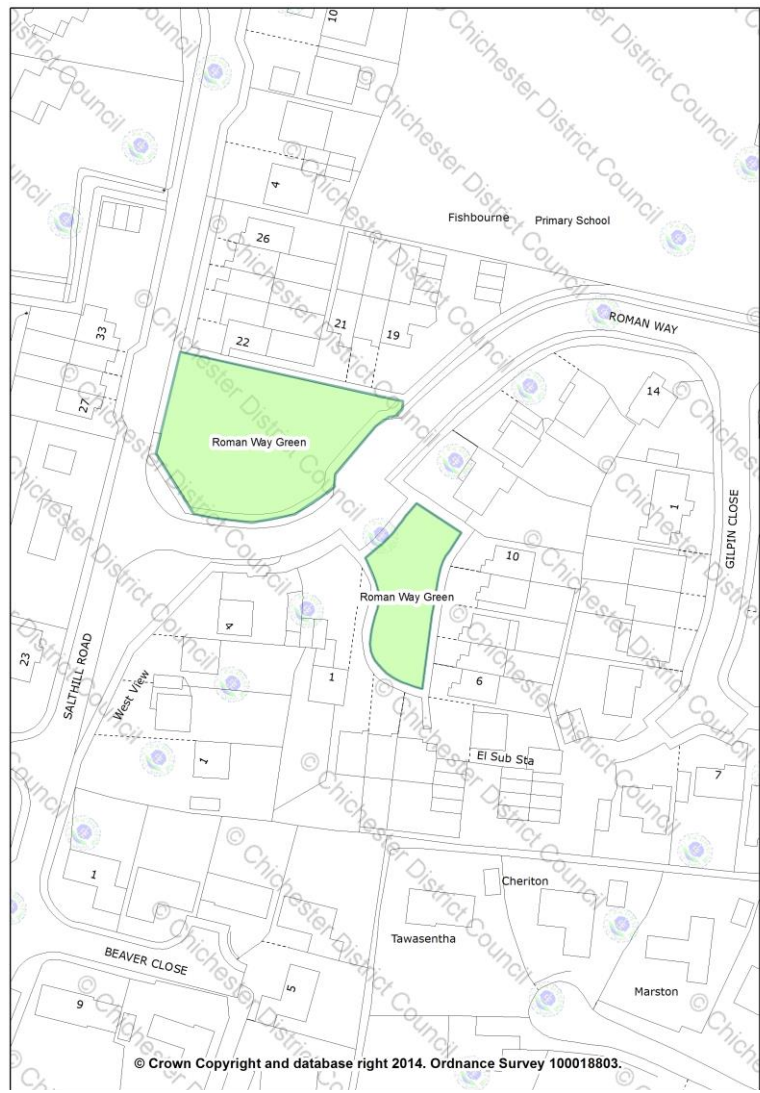 10
4
Fishbourne Primary School
26
ROMAN WAY
33
21
19
22
14
27
Roman Way Green
1
GILPIN CLOSE
10
Roman Way Green
4
23
SALTHILL ROAD
West View
1
6
El Sub Sta
1
7
1
Cheriton
Tawasentha
BEAVER CLOSE
5
Marston
9
© Chichester District Council
© Crown Copyright and database right 2014. Ordnance Survey 100018803.